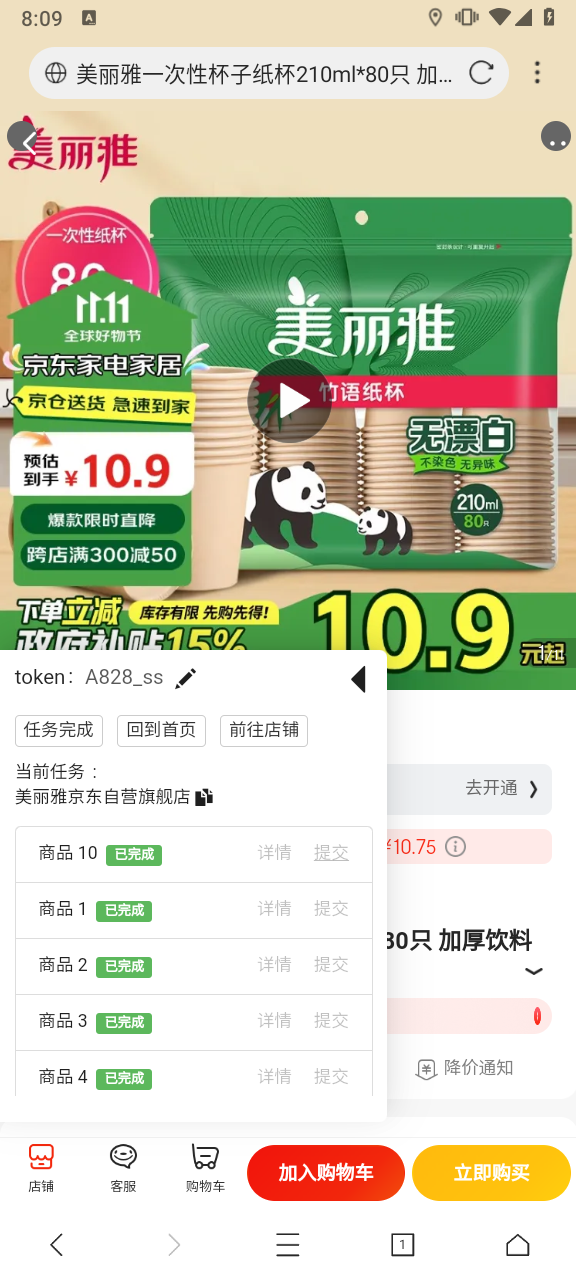 8:09
美丽雅一次性杯子纸杯210ml*80只 加...
美丽雅
一次性纸杯
11.11
全球好物节
京东家电家居
京仓送货 急速到家
预估
到手 ¥10.9
爆款限时直降
跨店满300减50
美丽雅
竹语纸杯
无漂白
不染色 无异味
210ml
80只
下单立减 库存有限 先购先得!
政府补贴15%
10.9 元起
token: A828_ss
任务完成 回到首页 前往店铺
当前任务 :
美丽雅京东自营旗舰店
去开通
商品 10 已完成 详情 提交
¥10.75
商品 1 已完成 详情 提交
80只 加厚饮料
商品 2 已完成 详情 提交
商品 3 已完成 详情 提交
商品 4 已完成 详情 提交
降价通知
店铺 客服 购物车 加入购物车 立即购买
1